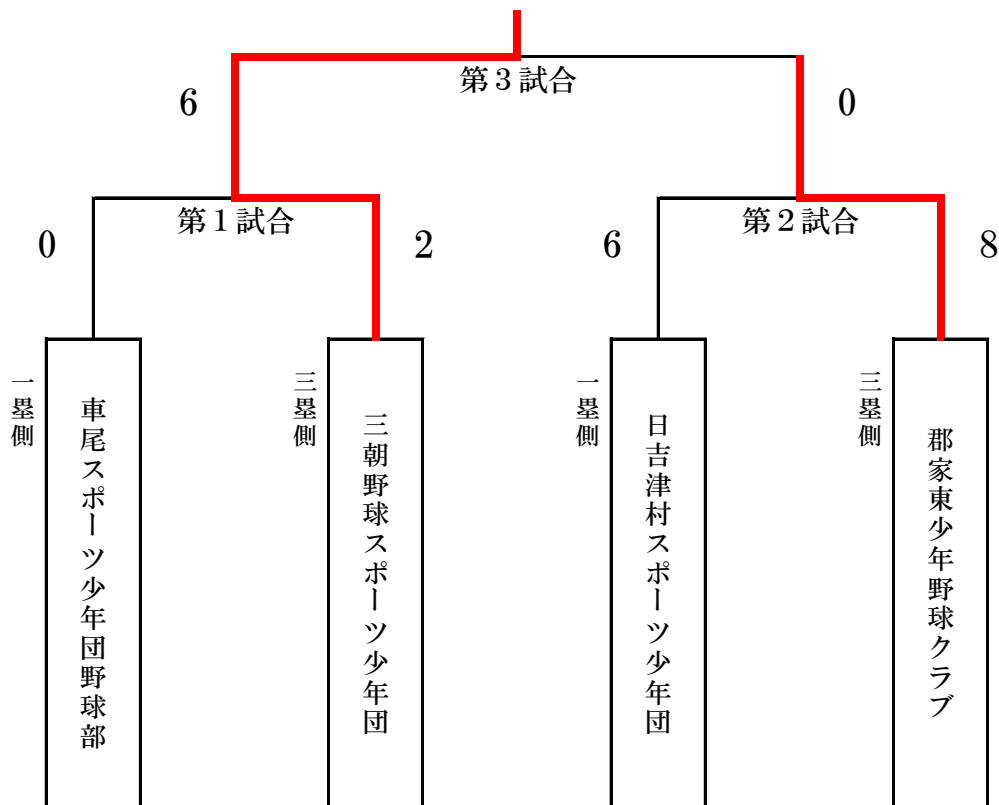 第３試合
6
0
第１試合
第２試合
0
2
6
8
一塁側
車尾スポーツ少年団野球部
三塁側
三朝野球スポーツ少年団
一塁側
日吉津村スポーツ少年団
三塁側
郡家東少年野球クラブ